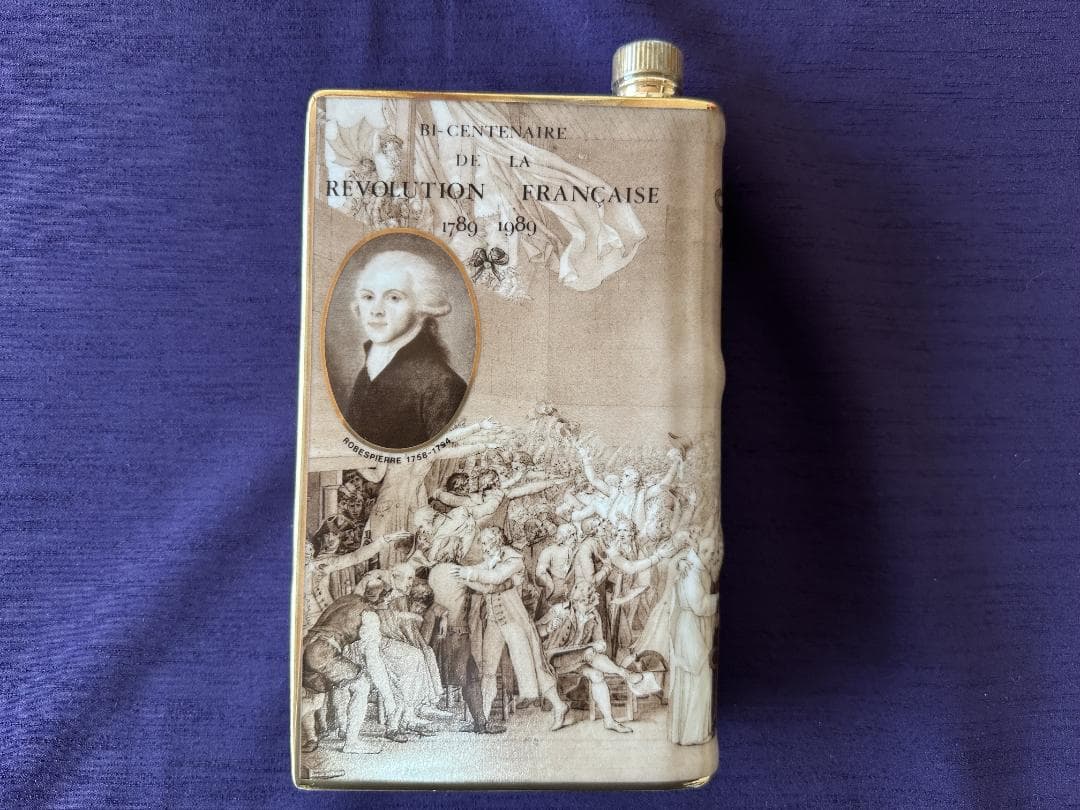 BI-CENTENAIRE
DE LA
REVOLUTION FRANÇAISE
1789 1989
ROBESPIERRE 1758-1794